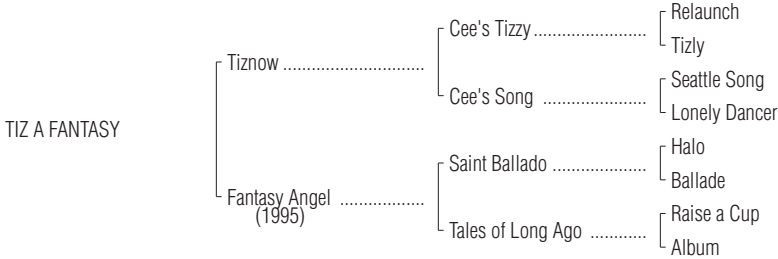 Relaunch
Cee's Tizzy ........................
Tizly
Tiznow ..............................
Seattle Song
Cee's Song ......................
Lonely Dancer
TIZ A FANTASY
Halo
Saint Ballado ....................
Ballade
Fantasy Angel ..................
(1995)
Raise a Cup
Tales of Long Ago ............
Album